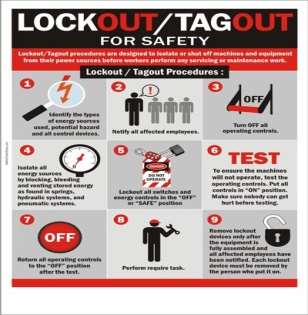 LOCKOUT/TAGOUT
FOR SAFETY
Lockout/Tagout procedures are designed to isolate or shut off machines and equipment
from their power sources before workers perform any servicing or maintenance work.
Lockout / Tagout Procedures :
1
Identify the types
of energy sources
used, potential hazard
and all control devices.
2
Notify all affected employees.
3
OFF
Turn OFF all
operating controls.
4
Isolate all
energy sources
by blocking, bleeding
and venting stored energy
as found in springs,
hydraulic systems, and
pneumatic systems.
5
DO NOT
OPERATE
Lockout all switches and
energy controls in the "OFF"
or "SAFE" position
6
TEST
To ensure the machines
will not operate, test the
operating controls. Put all
controls in "ON" position.
Make sure nobody can get
hurt before testing.
7
OFF
Return all operating controls
to the "OFF" position
after the test.
8
Perform require task.
9
Remove lockout
devices only after
the equipment is
fully assembled and
all affected employees
have been notified. Each lockout
device must be removed by the
person who put it on.